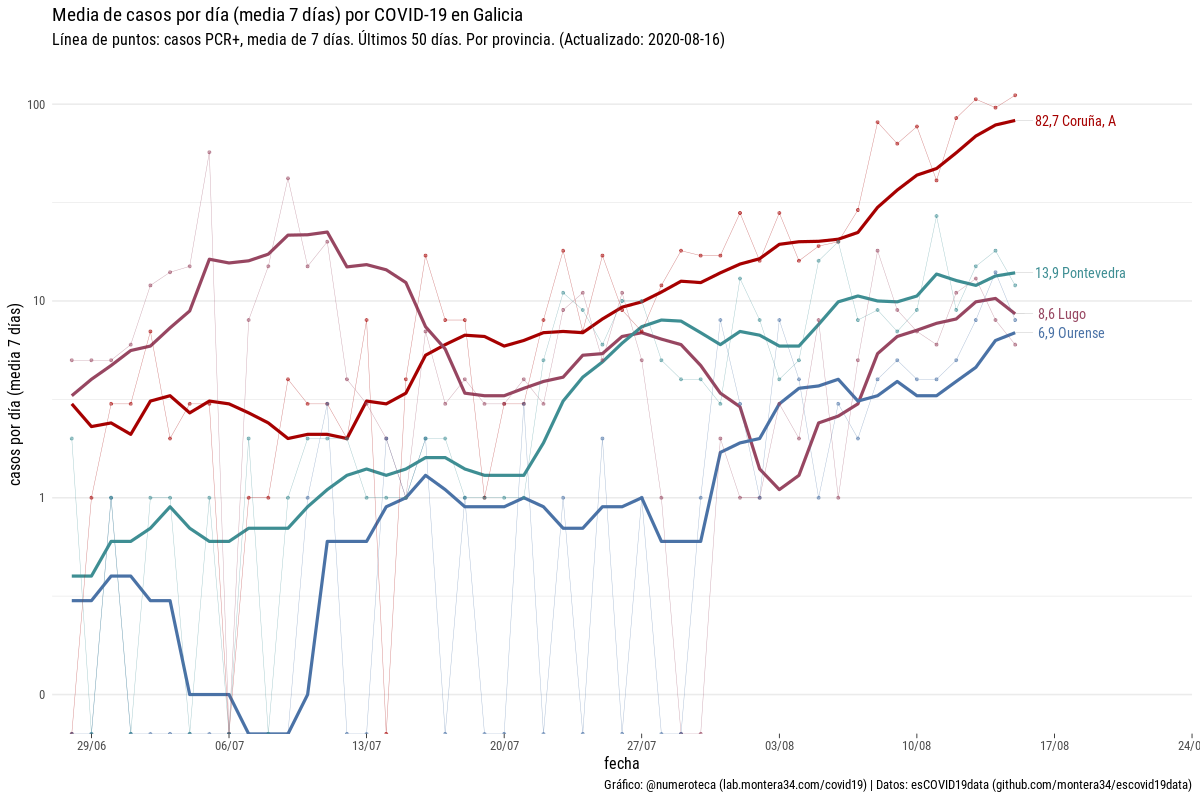 Media de casos por día (media 7 días) por COVID-19 en Galicia
Línea de puntos: casos PCR+, media de 7 días. Últimos 50 días. Por provincia. (Actualizado: 2020-08-16)
casos por día (media 7 días)
100
10
1
0
82,7 Coruña, A
13,9 Pontevedra
8,6 Lugo
6,9 Ourense
29/06
06/07
13/07
20/07
27/07
03/08
10/08
17/08
24/0
fecha
Gráfico: @numeroteca (lab.montera34.com/covid19) | Datos: esCOVID19data (github.com/montera34/escovid19data)